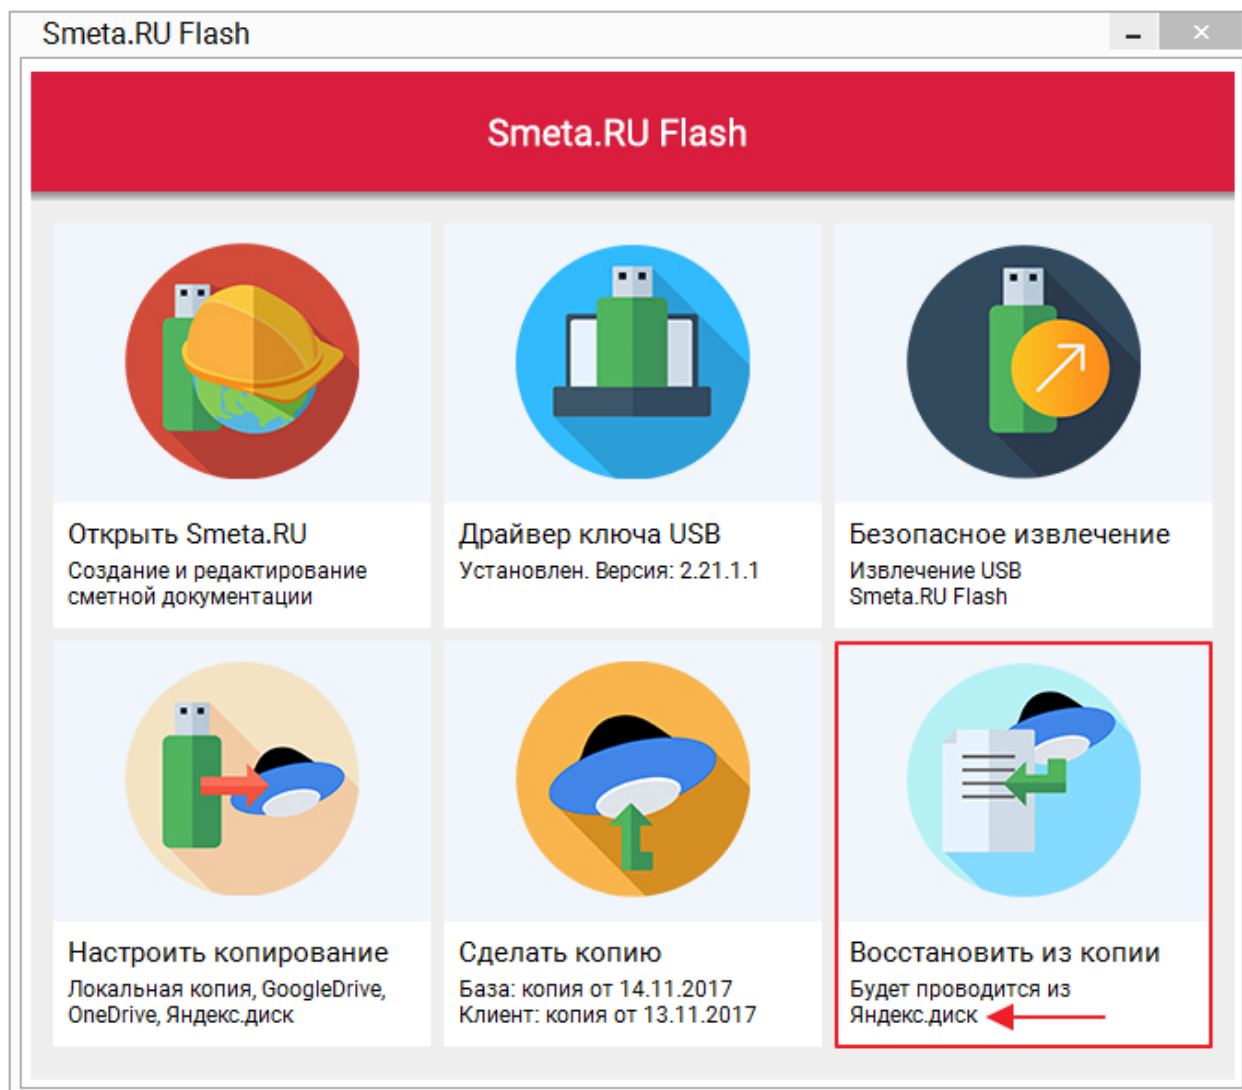 Smeta.RU Flash
Smeta.RU Flash
Открыть Smeta.RU
Создание и редактирование
сметной документации
Драйвер ключа USB
Установлен. Версия: 2.21.1.1
Безопасное извлечение
Извлечение USB
Smeta.RU Flash
Настроить копирование
Локальная копия, GoogleDrive,
OneDrive, Яндекс.диск
Сделать копию
База: копия от 14.11.2017
Клиент: копия от 13.11.2017
Восстановить из копии
Будет проводится из
Яндекс.диск